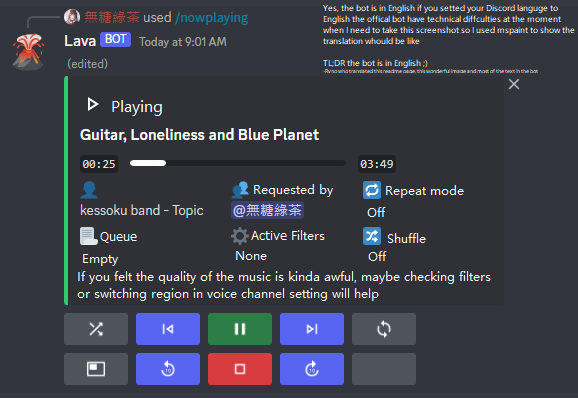 無糖綠茶 used /nowplaying
Lava BOT Today at 9:01 AM
(edited)
Yes, the bot is in English if you setted your Discord languge to
English the offical bot have technical diffculties at the moment
when I need to take this screenshot so I used mspaint to show the
translation whould be like
TL;DR the bot is in English ;)
who translated this readme page, this wonderful image and most of the text in the bot
Playing
Guitar, Loneliness and Blue Planet
00:25 03:49
Requested by Repeat mode
kessoku band - Topic @無糖綠茶 Off
Queue Active Filters Shuffle
Empty None Off
If you felt the quality of the music is kinda awful, maybe checking filters
or switching region in voice channel setting will help
10 10